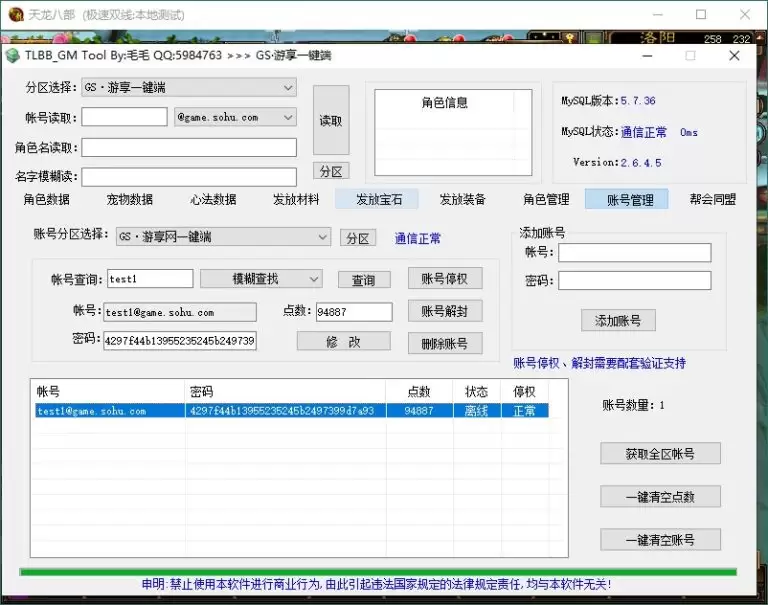 天龙八部 (极速双线:本地测试)
洛阳 258 232
TLBB_GM Tool By:毛毛 QQ:5984763 >>> GS·游享一键端
分区选择: GS·游享一键端
帐号读取: @game.sohu.com
读取
角色名读取:
名字模糊读:
分区
角色信息
MySQL版本:5.7.36
MySQL状态:通信正常 0ms
Version:2.6.4.5
角色数据 宠物数据 心法数据 发放材料 发放宝石 发放装备 角色管理 账号管理 帮会同盟
账号分区选择: GS·游享网一键端 分区 通信正常
帐号查询: test1 模糊查找 查询 账号停权
帐号: test1@game.sohu.com 点数: 94887 账号解封
密码: 4297f44b13955235245b249739 修 改 删除账号
添加账号
帐号:
密码:
添加账号
账号停权、解封需要配套验证支持
帐号 密码 点数 状态 停权
test1@game.sohu.com 4297f44b13955235245b2497399d7a93 94887 离线 正常
账号数量: 1
获取全区帐号
一键清空点数
一键清空账号
申明:禁止使用本软件进行商业行为,由此引起违法国家规定的法律规定责任,均与本软件无关!